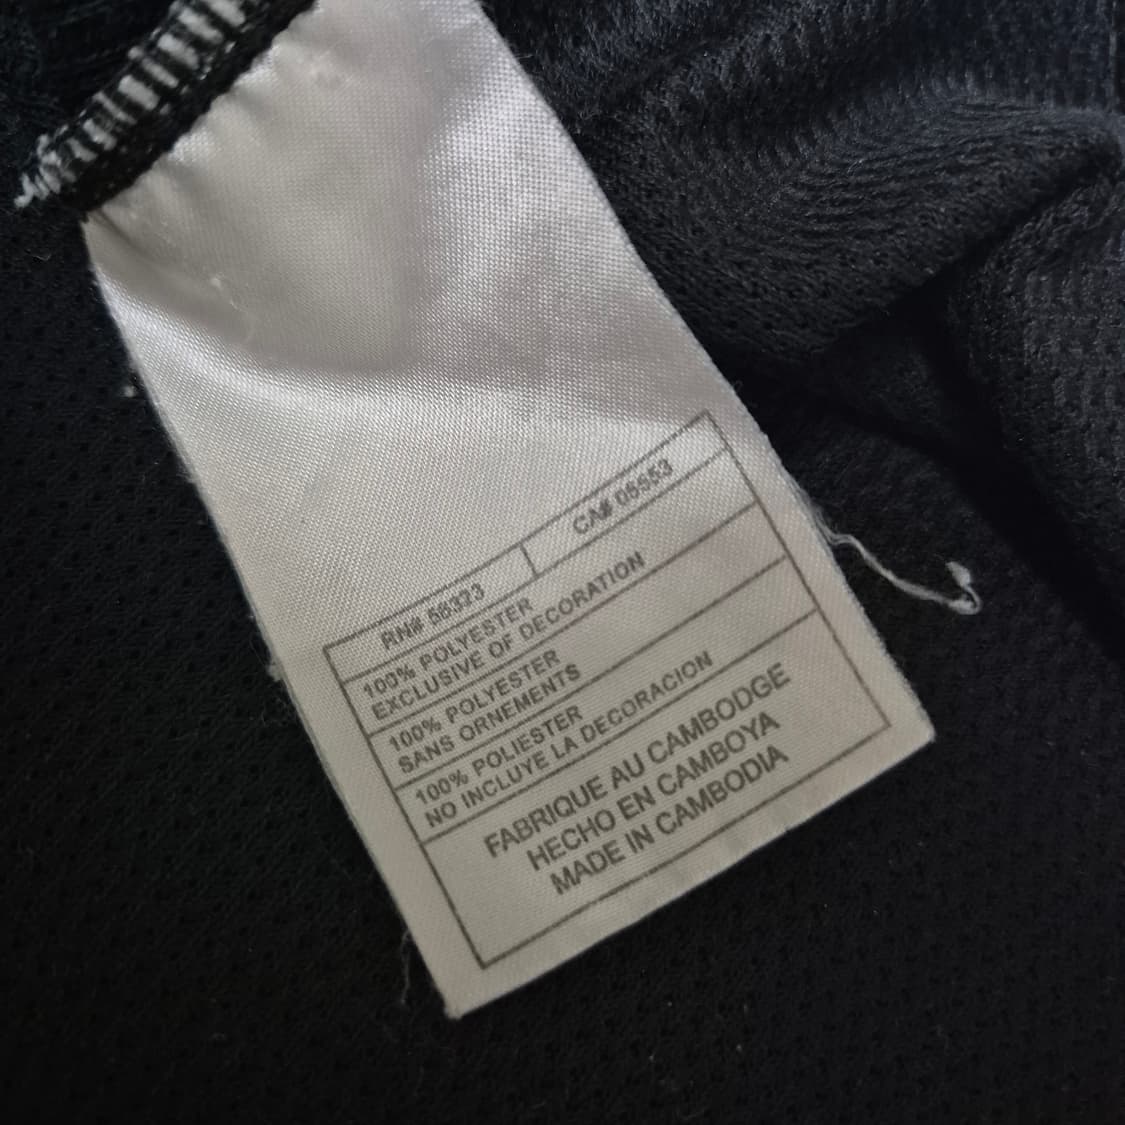 RN# 56323 CA# 05553
100% POLYESTER
EXCLUSIVE OF DECORATION
100% POLYESTER
SANS ORNEMENTS
100% POLIESTER
NO INCLUYE LA DECORACION
FABRIQUE AU CAMBODGE
HECHO EN CAMBOYA
MADE IN CAMBODIA